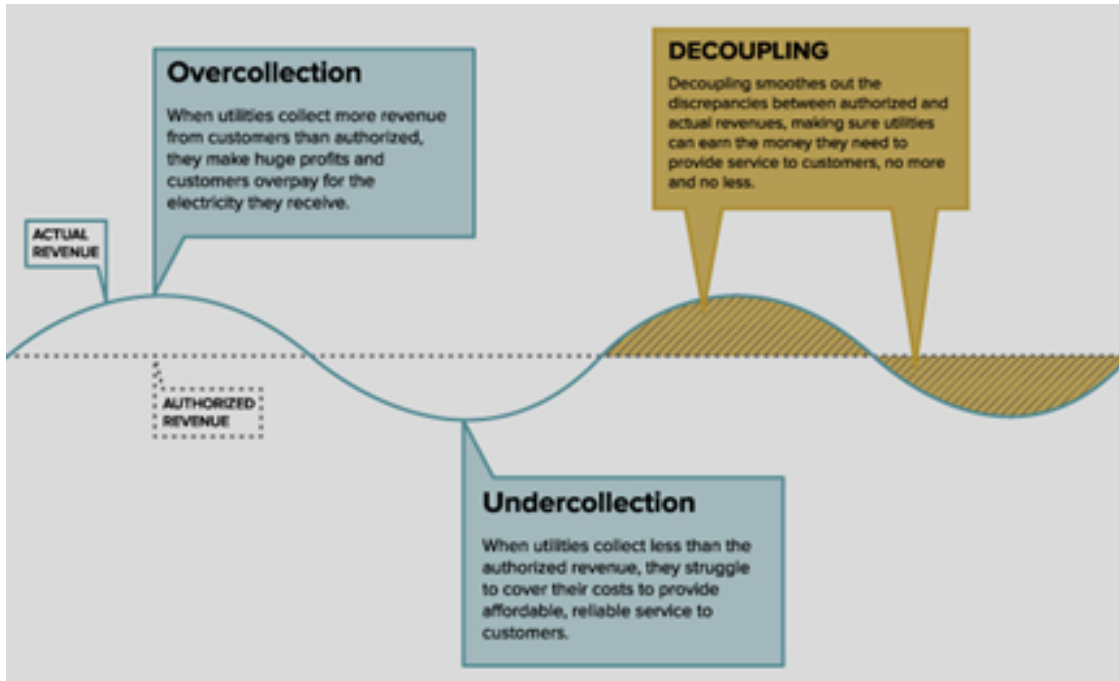 Overcollection
When utilities collect more revenue
from customers than authorized,
they make huge profits and
customers overpay for the
electricity they receive.
DECOUPLING
Decoupling smoothes out the
discrepancies between authorized and
actual revenues, making sure utilities
can earn the money they need to
provide service to customers, no more
and no less.
ACTUAL
REVENUE
AUTHORIZED
REVENUE
Undercollection
When utilities collect less than the
authorized revenue, they struggle
to cover their costs to provide
affordable, reliable service to
customers.